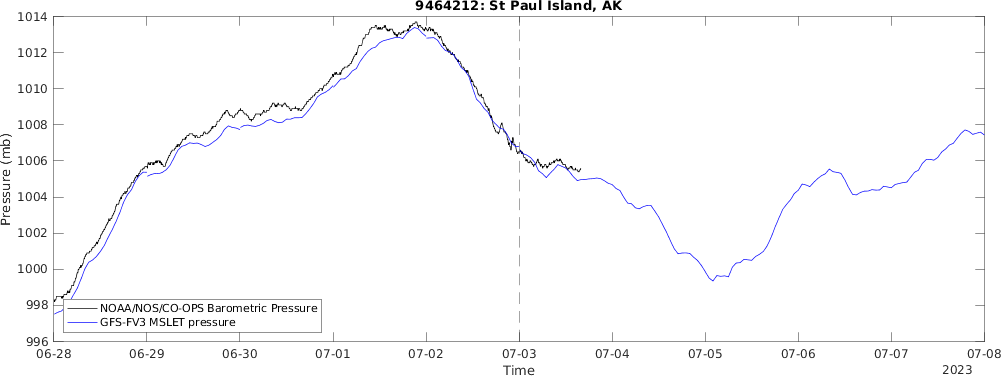 9464212: St Paul Island, AK
1014
1012
1010
1008
1006
1004
1002
1000
998
996
Pressure (mb)
NOAA/NOS/CO-OPS Barometric Pressure
GFS-FV3 MSLET pressure
06-28 06-29 06-30 07-01 07-02 07-03 07-04 07-05 07-06 07-07 07-08
Time
2023